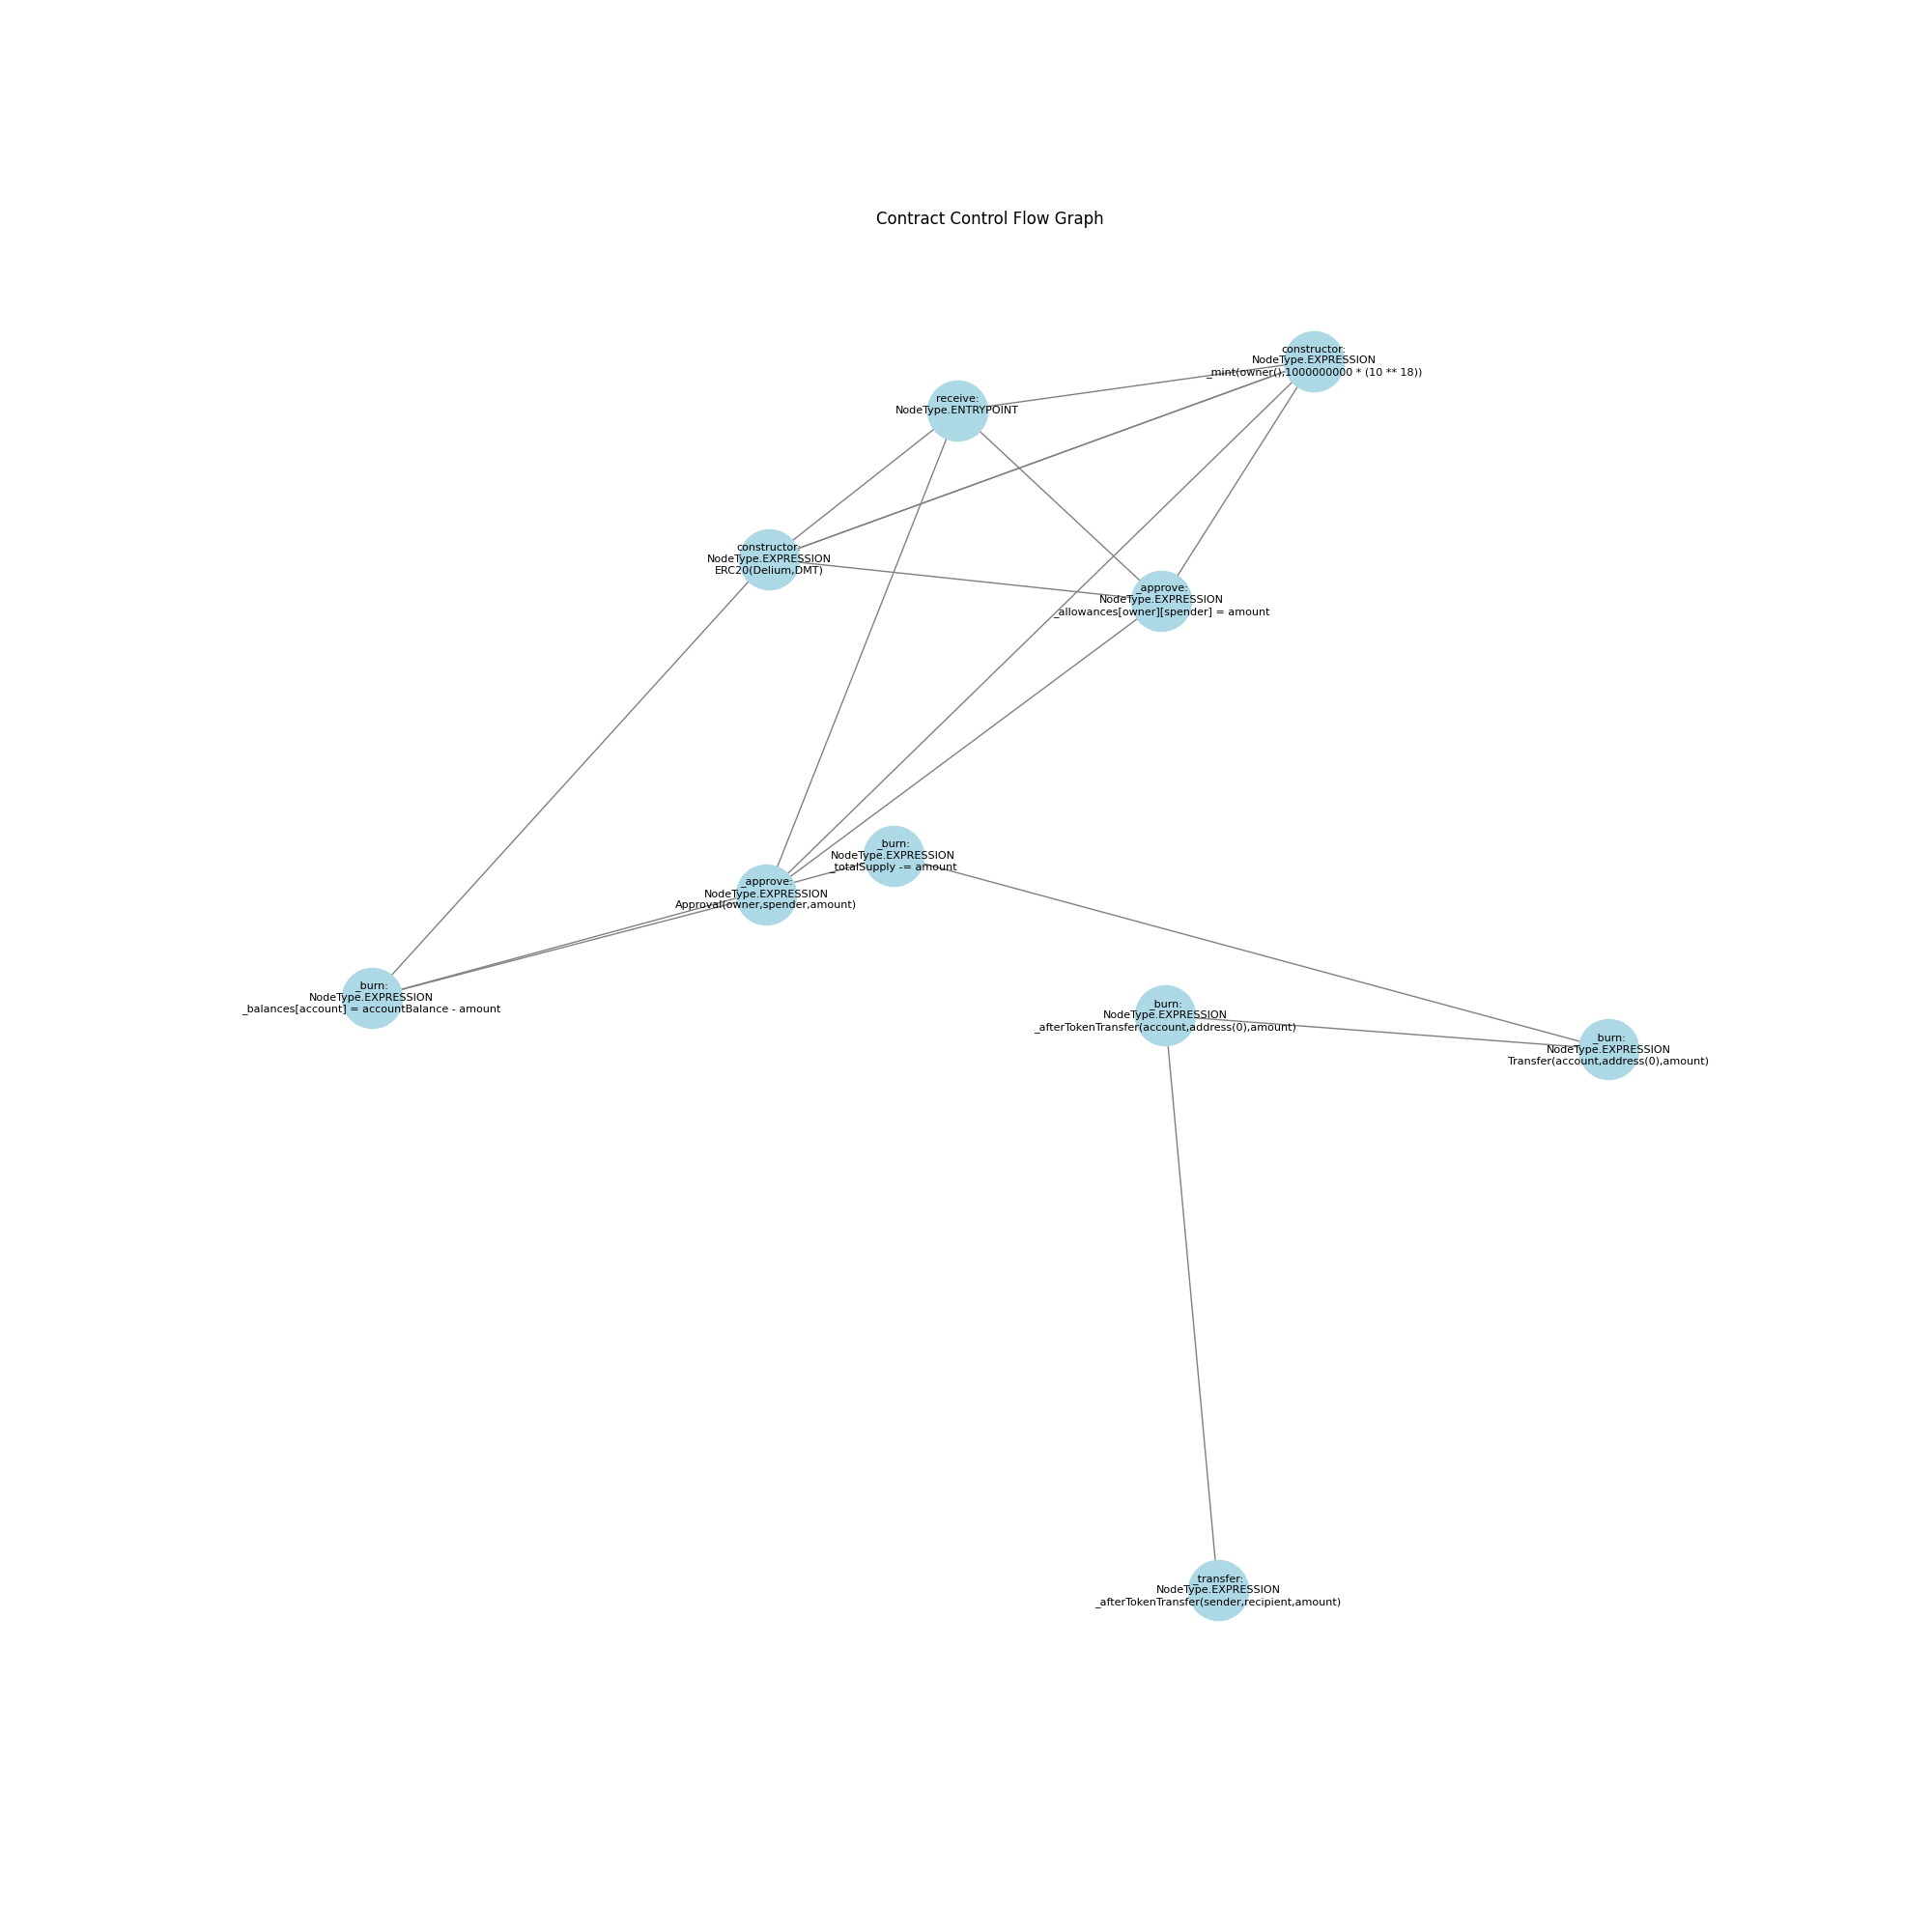 Contract Control Flow Graph
constructor:
NodeType.EXPRESSION
_mint(owner(),1000000000 * (10 ** 18))
receive:
NodeType.ENTRYPOINT
constructor:
NodeType.EXPRESSION
ERC20(Delium,DMT)
_approve:
NodeType.EXPRESSION
_allowances[owner][spender] = amount
_burn:
NodeType.EXPRESSION
_totalSupply -= amount
_approve:
NodeType.EXPRESSION
Approval(owner,spender,amount)
_burn:
NodeType.EXPRESSION
_balances[account] = accountBalance - amount
_burn:
NodeType.EXPRESSION
_afterTokenTransfer(account,address(0),amount)
_burn:
NodeType.EXPRESSION
Transfer(account,address(0),amount)
_transfer:
NodeType.EXPRESSION
_afterTokenTransfer(sender,recipient,amount)